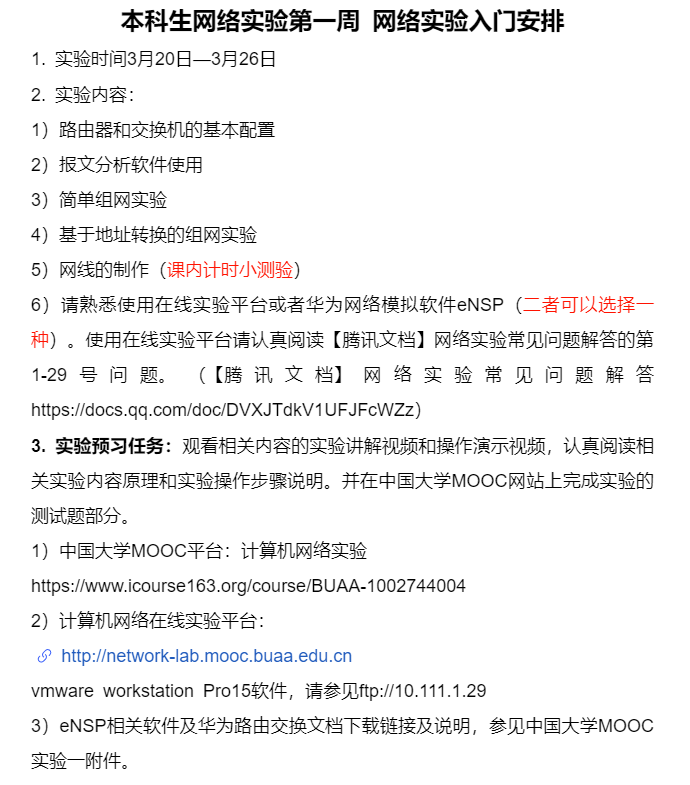 本科生网络实验第一周 网络实验入门安排
1. 实验时间3月20日—3月26日
2. 实验内容：
1）路由器和交换机的基本配置
2）报文分析软件使用
3）简单组网实验
4）基于地址转换的组网实验
5）网线的制作（课内计时小测验）
6）请熟悉使用在线实验平台或者华为网络模拟软件eNSP（二者可以选择一
种）。使用在线实验平台请认真阅读【腾讯文档】网络实验常见问题解答的第
1-29 号 问 题。 （【腾 讯 文 档】 网 络 实 验 常 见 问 题 解 答
https://docs.qq.com/doc/DVXJTdkV1UFJFcWZz）
3. 实验预习任务：观看相关内容的实验讲解视频和操作演示视频，认真阅读相
关实验内容原理和实验操作步骤说明。并在中国大学MOOC网站上完成实验的
测试题部分。
1）中国大学MOOC平台：计算机网络实验
https://www.icourse163.org/course/BUAA-1002744004
2）计算机网络在线实验平台：
http://network-lab.mooc.buaa.edu.cn
vmware workstation Pro15软件，请参见ftp://10.111.1.29
3）eNSP相关软件及华为路由交换文档下载链接及说明，参见中国大学MOOC
实验一附件。